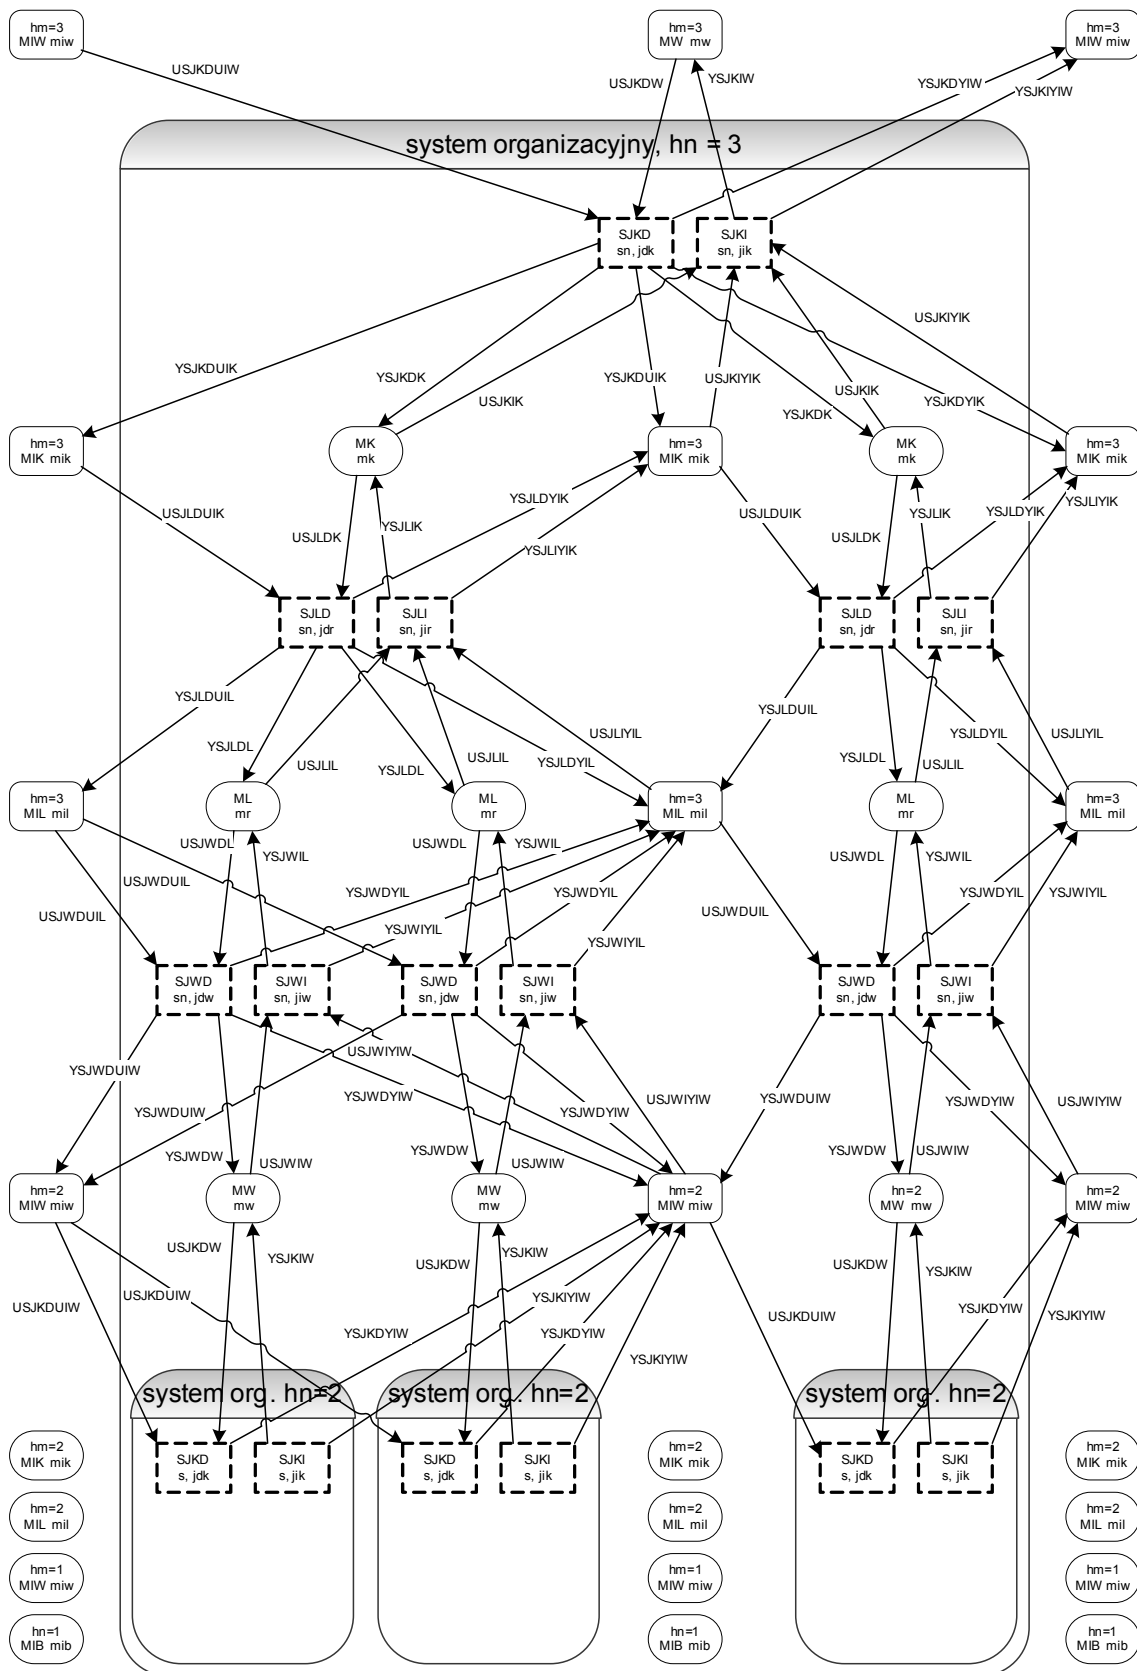 hm=3
MIW miw
hm=3
MW mw
hm=3
MIW miw
USJKDUIW
USJKDW
YSJKIW
YSJKDYIW
YSJKIYIW
system organizacyjny, hn = 3
SJKD
sn, jdk
SJKI
sn, jik
YSJKDUIK
YSJKDK
USJKIK
YSJKDUIK
USJKIYIK
YSJKDK
USJKIK
YSJKDYIK
USJKIYIK
hm=3
MIK mik
MK
mk
hm=3
MIK mik
MK
mk
hm=3
MIK mik
USJLDUIK
USJLDK
YSJLIK
YSJLDYIK
YSJLIYIK
USJLDUIK
USJLDK
YSJLIK
YSJLDYIK
YSJLIYIK
SJLD
sn, jdr
SJLI
sn, jir
SJLD
sn, jdr
SJLI
sn, jir
YSJLDUIL
YSJLDL
USJLIL
YSJLDL
USJLIL
YSJLDYIL
USJLIYIL
YSJLDUIL
YSJLDL
USJLIL
YSJLDYIL
USJLIYIL
hm=3
MIL mil
ML
mr
ML
mr
hm=3
MIL mil
ML
mr
hm=3
MIL mil
USJWDUIL
USJWDUIL
USJWDL
YSJWIL
YSJWDYIL
YSJWIYIL
USJWDL
YSJWIL
YSJWDYIL
YSJWIYIL
USJWDUIL
USJWDL
YSJWIL
YSJWDYIL
YSJWIYIL
SJWD
sn, jdw
SJWI
sn, jiw
SJWD
sn, jdw
SJWI
sn, jiw
SJWD
sn, jdw
SJWI
sn, jiw
YSJWDUIW
YSJWDUIW
YSJWDW
USJWIW
USJWIYIW
YSJWDYIW
YSJWDW
USJWIW
YSJWDYIW
USJWIYIW
YSJWDUIW
YSJWDW
USJWIW
YSJWDYIW
USJWIYIW
hm=2
MIW miw
MW
mw
MW
mw
hm=2
MIW miw
hn=2
MW mw
hm=2
MIW miw
USJKDUIW
USJKDUIW
USJKDW
YSJKIW
YSJKDYIW
USJKDW
YSJKIW
YSJKIYIW
YSJKDYIW
YSJKIYIW
USJKDUIW
USJKDW
YSJKIW
YSJKDYIW
YSJKIYIW
system org. hn=2
system org. hn=2
system org. hn=2
SJKD
s, jdk
SJKI
s, jik
SJKD
s, jdk
SJKI
s, jik
SJKD
s, jdk
SJKI
s, jik
hm=2
MIK mik
hm=2
MIK mik
hm=2
MIK mik
hm=2
MIL mil
hm=2
MIL mil
hm=2
MIL mil
hm=1
MIW miw
hm=1
MIW miw
hm=1
MIW miw
hn=1
MIB mib
hn=1
MIB mib
hn=1
MIB mib